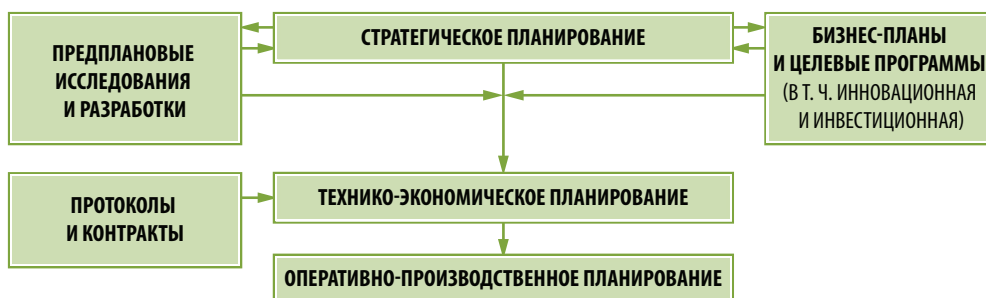 ПРЕДПЛАНОВЫЕ
ИССЛЕДОВАНИЯ
И РАЗРАБОТКИ
СТРАТЕГИЧЕСКОЕ ПЛАНИРОВАНИЕ
БИЗНЕС-ПЛАНЫ
И ЦЕЛЕВЫЕ ПРОГРАММЫ
(В Т. Ч. ИННОВАЦИОННАЯ
И ИНВЕСТИЦИОННАЯ)
ПРОТОКОЛЫ
И КОНТРАКТЫ
ТЕХНИКО-ЭКОНОМИЧЕСКОЕ ПЛАНИРОВАНИЕ
ОПЕРАТИВНО-ПРОИЗВОДСТВЕННОЕ ПЛАНИРОВАНИЕ